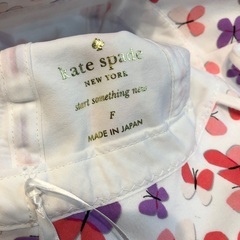 kate spade
NEW YORK
start something new
F
MADE IN JAPAN